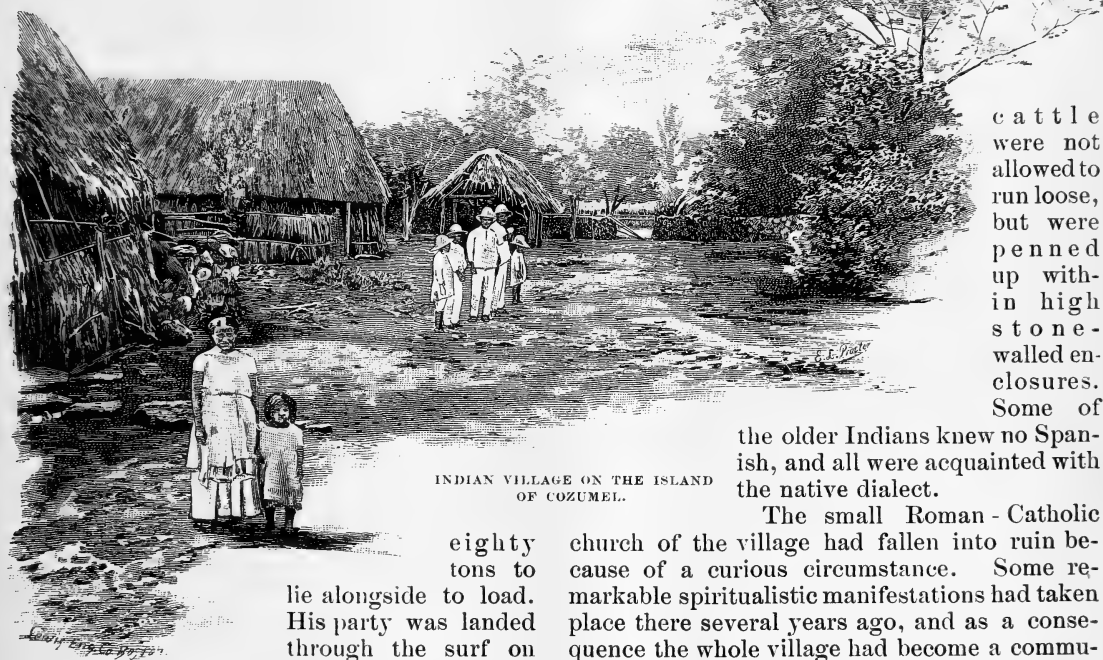 INDIAN VILLAGE ON THE ISLAND
OF COZUMEL.
eighty
tons to
lie alongside to load.
His party was landed
through the surf on
cattle
were not
allowed to
run loose,
but were
penned
up with-
in high
stone-
walled en-
closures.
Some of
the older Indians knew no Span-
ish, and all were acquainted with
the native dialect.
The small Roman-Catholic
church of the village had fallen into ruin be-
cause of a curious circumstance. Some re-
markable spiritualistic manifestations had taken
place there several years ago, and as a conse-
quence the whole village had become a commu-